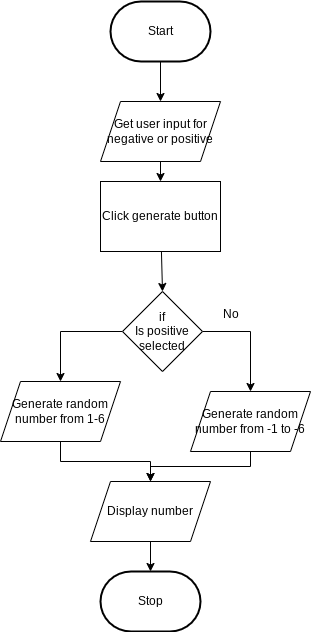 Start
Get user input for
negative or positive
Click generate button
if
Is positive
selected
No
Generate random
number from 1-6
Generate random
number from -1 to -6
Display number
Stop